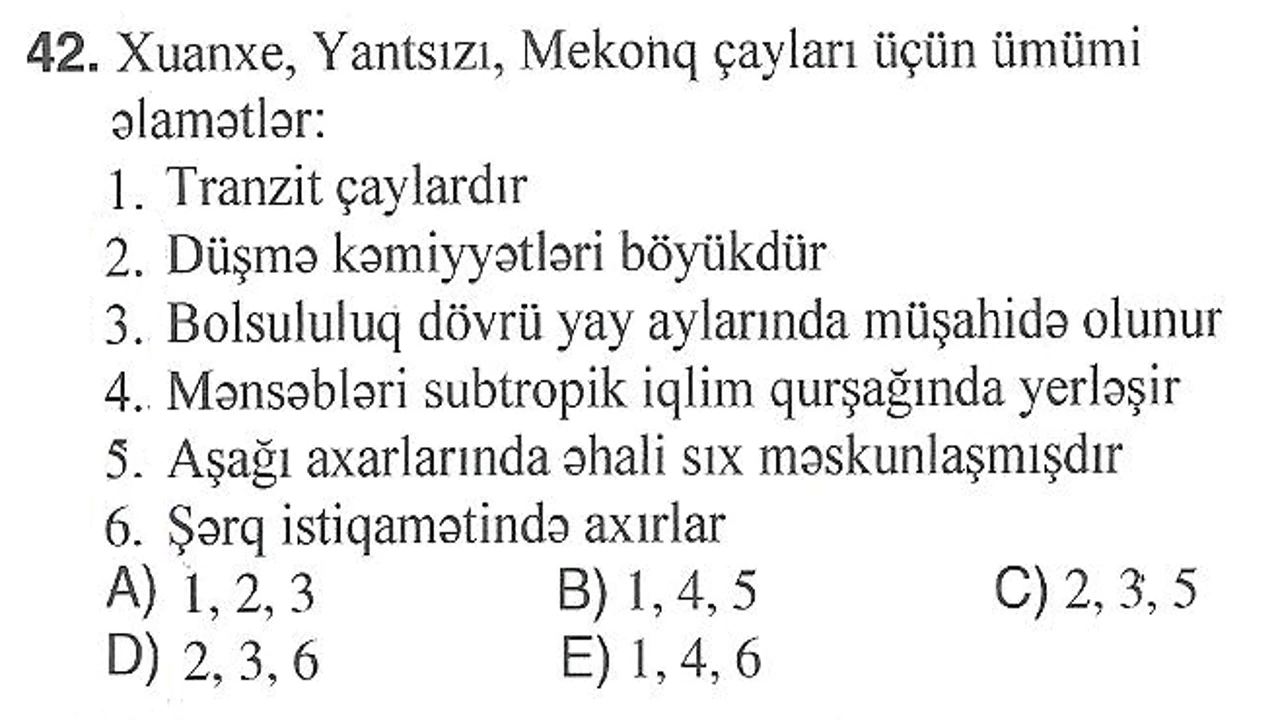 42. Xuanxe, Yantsızı, Mekonq çayları üçün ümümi
əlamətlər:
1. Tranzit çaylardır
2. Düşmə kəmiyyətləri böyükdür
3. Bolsululuq dövrü yay aylarında müşahidə olunur
4. Mənsəbləri subtropik iqlim qurşağında yerləşir
5. Aşağı axarlarında əhali sıx məskunlaşmışdır
6. Şərq istiqamətində axırlar
A) 1, 2, 3 B) 1, 4, 5 C) 2, 3, 5
D) 2, 3, 6 E) 1, 4, 6